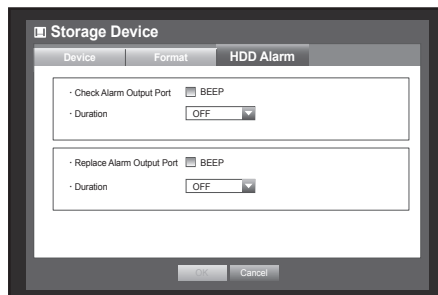 Storage Device
Device Format HDD Alarm
· Check Alarm Output Port BEEP
· Duration OFF
· Replace Alarm Output Port BEEP
· Duration OFF
OK Cancel